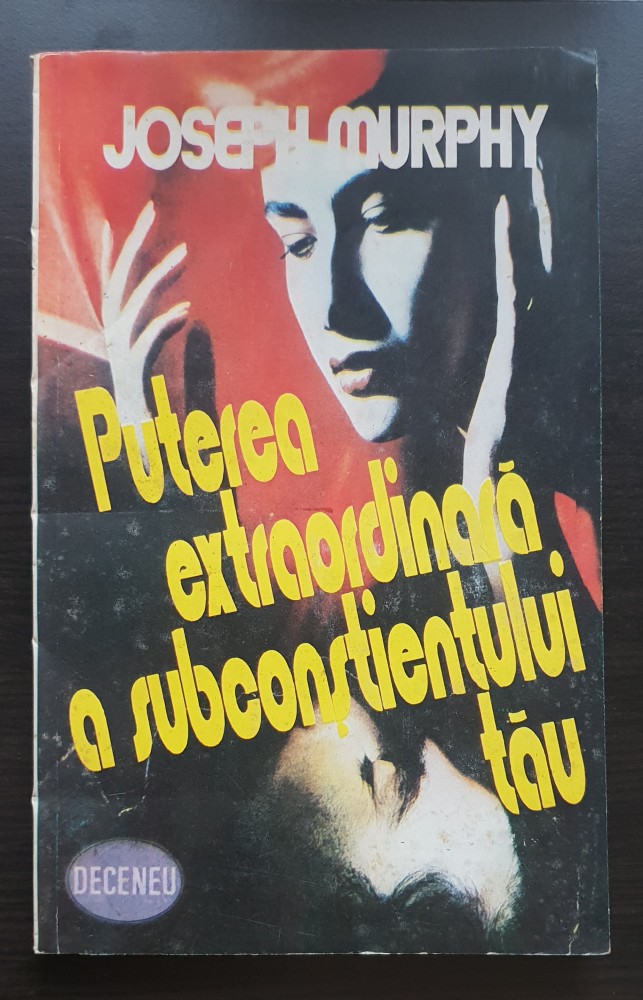 JOSEPH MURPHY
Puterea
extraordinară
a subconștientului
tău
DECENEU